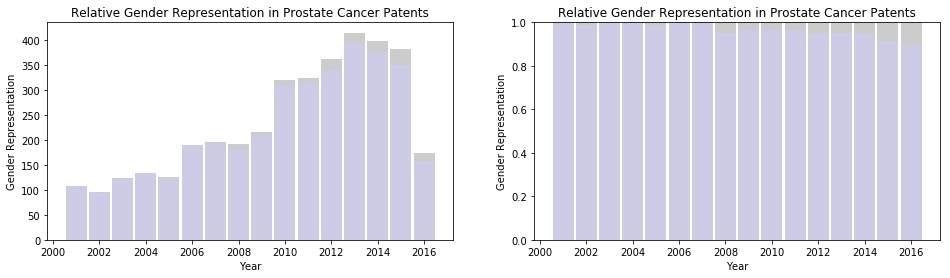 Relative Gender Representation in Prostate Cancer Patents
Gender Representation
400
350
300
250
200
150
100
50
0
2000 2002 2004 2006 2008 2010 2012 2014 2016
Year
Relative Gender Representation in Prostate Cancer Patents
Gender Representation
1.0
0.8
0.6
0.4
0.2
0.0
2000 2002 2004 2006 2008 2010 2012 2014 2016
Year